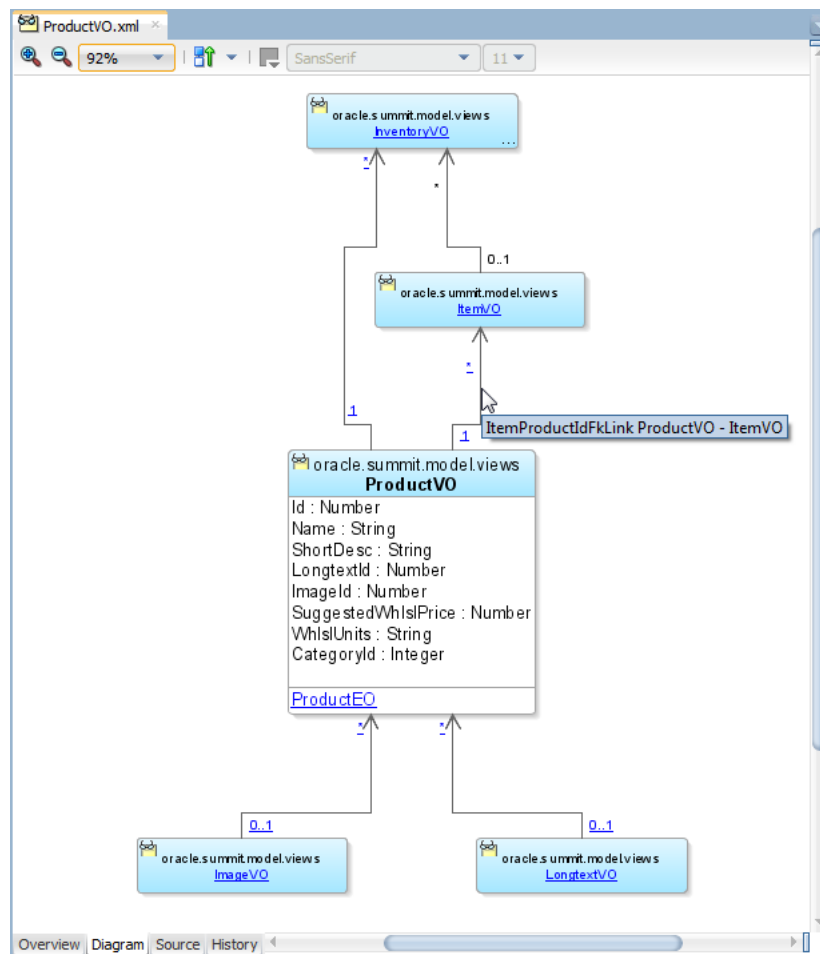 ProductVO.xml
92%
SansSerif
11
oracle.summit.model.views
InventoryVO
...
*
*
0..1
oracle.summit.model.views
ItemVO
*
1
1
ItemProductIdFkLink ProductVO - ItemVO
oracle.summit.model.views
ProductVO
Id : Number
Name : String
ShortDesc : String
LongtextId : Number
ImageId : Number
SuggestedWhlslPrice : Number
WhlslUnits : String
CategoryId : Integer
ProductEO
*
*
0..1
0..1
oracle.summit.model.views
ImageVO
oracle.summit.model.views
LongtextVO
Overview Diagram Source History